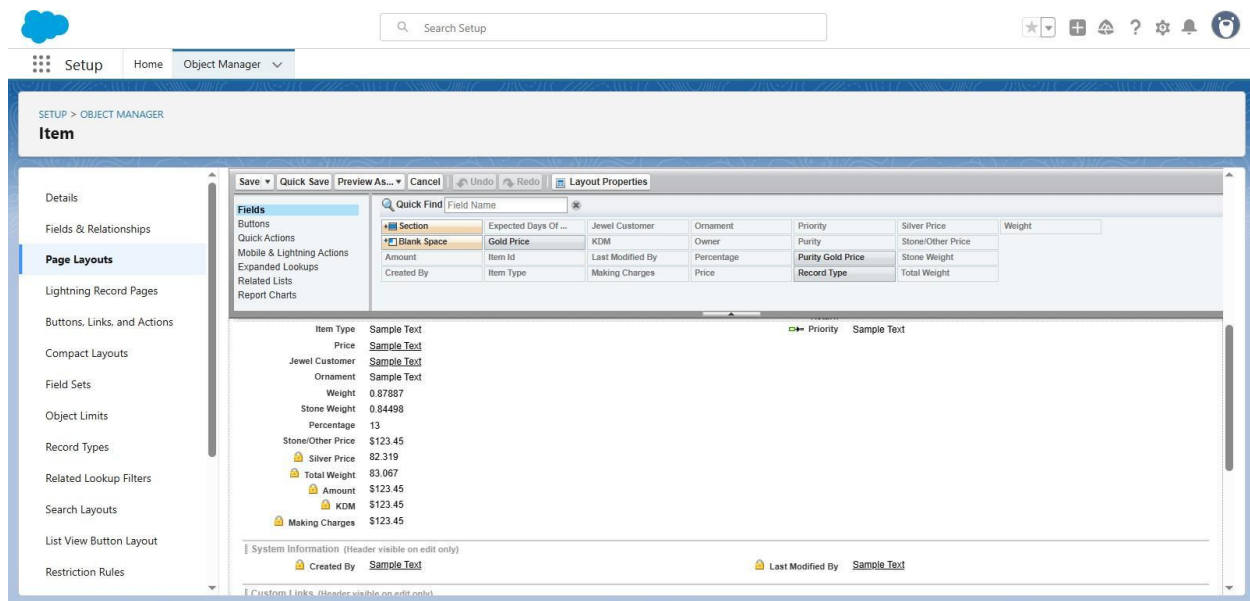 Search Setup
Setup Home Object Manager
SETUP > OBJECT MANAGER
Item
Details
Fields & Relationships
Page Layouts
Lightning Record Pages
Buttons, Links, and Actions
Compact Layouts
Field Sets
Object Limits
Record Types
Related Lookup Filters
Search Layouts
List View Button Layout
Restriction Rules
Save Quick Save Preview As... Cancel Undo Redo Layout Properties
Fields
Buttons
Quick Actions
Mobile & Lightning Actions
Expanded Lookups
Related Lists
Report Charts
Quick Find Field Name
Section Expected Days Of ... Jewel Customer Ornament Priority Silver Price Weight
Blank Space Gold Price KDM Owner Purity Stone/Other Price
Amount Item Id Last Modified By Percentage Purity Gold Price Stone Weight
Created By Item Type Making Charges Price Record Type Total Weight
Item Type Sample Text Priority Sample Text
Price Sample Text
Jewel Customer Sample Text
Ornament Sample Text
Weight 0.87887
Stone Weight 0.84498
Percentage 13
Stone/Other Price $123.45
Silver Price 82.319
Total Weight 83.067
Amount $123.45
KDM $123.45
Making Charges $123.45
System Information (Header visible on edit only)
Created By Sample Text Last Modified By Sample Text
Custom Links (Header visible on edit only)